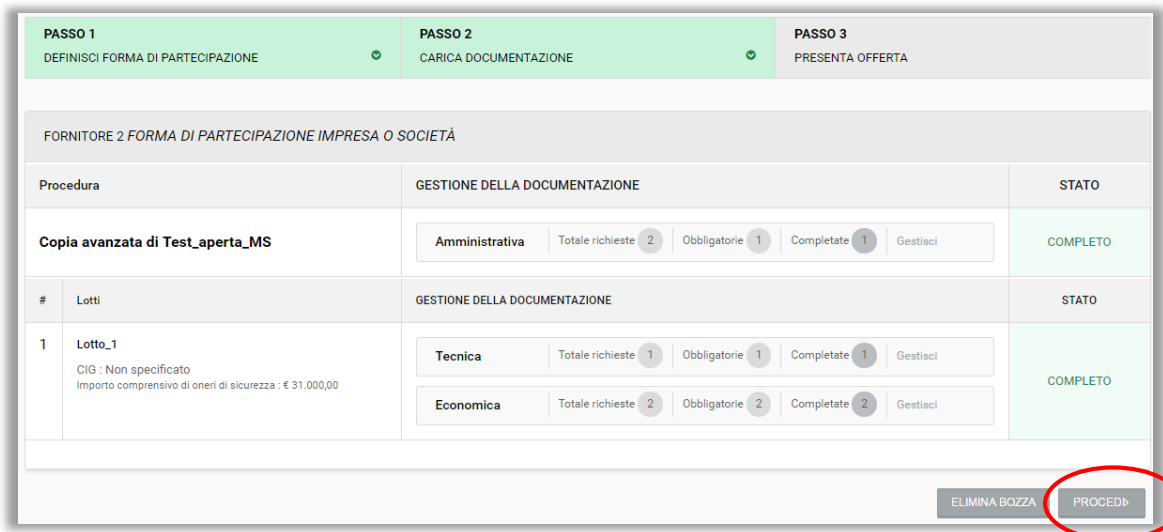 PASSO 1
DEFINISCI FORMA DI PARTECIPAZIONE
PASSO 2
CARICA DOCUMENTAZIONE
PASSO 3
PRESENTA OFFERTA
FORNITORE 2 FORMA DI PARTECIPAZIONE IMPRESA O SOCIETÀ
Procedura GESTIONE DELLA DOCUMENTAZIONE STATO
Copia avanzata di Test_aperta_MS Amministrativa Totale richieste 2 Obbligatorie 1 Completate 1 Gestisci COMPLETO
# Lotti GESTIONE DELLA DOCUMENTAZIONE STATO
1 Lotto_1
CIG : Non specificato
Importo comprensivo di oneri di sicurezza : € 31.000,00
Tecnica Totale richieste 1 Obbligatorie 1 Completate 1 Gestisci
Economica Totale richieste 2 Obbligatorie 2 Completate 2 Gestisci
COMPLETO
ELIMINA BOZZA PROCEDI